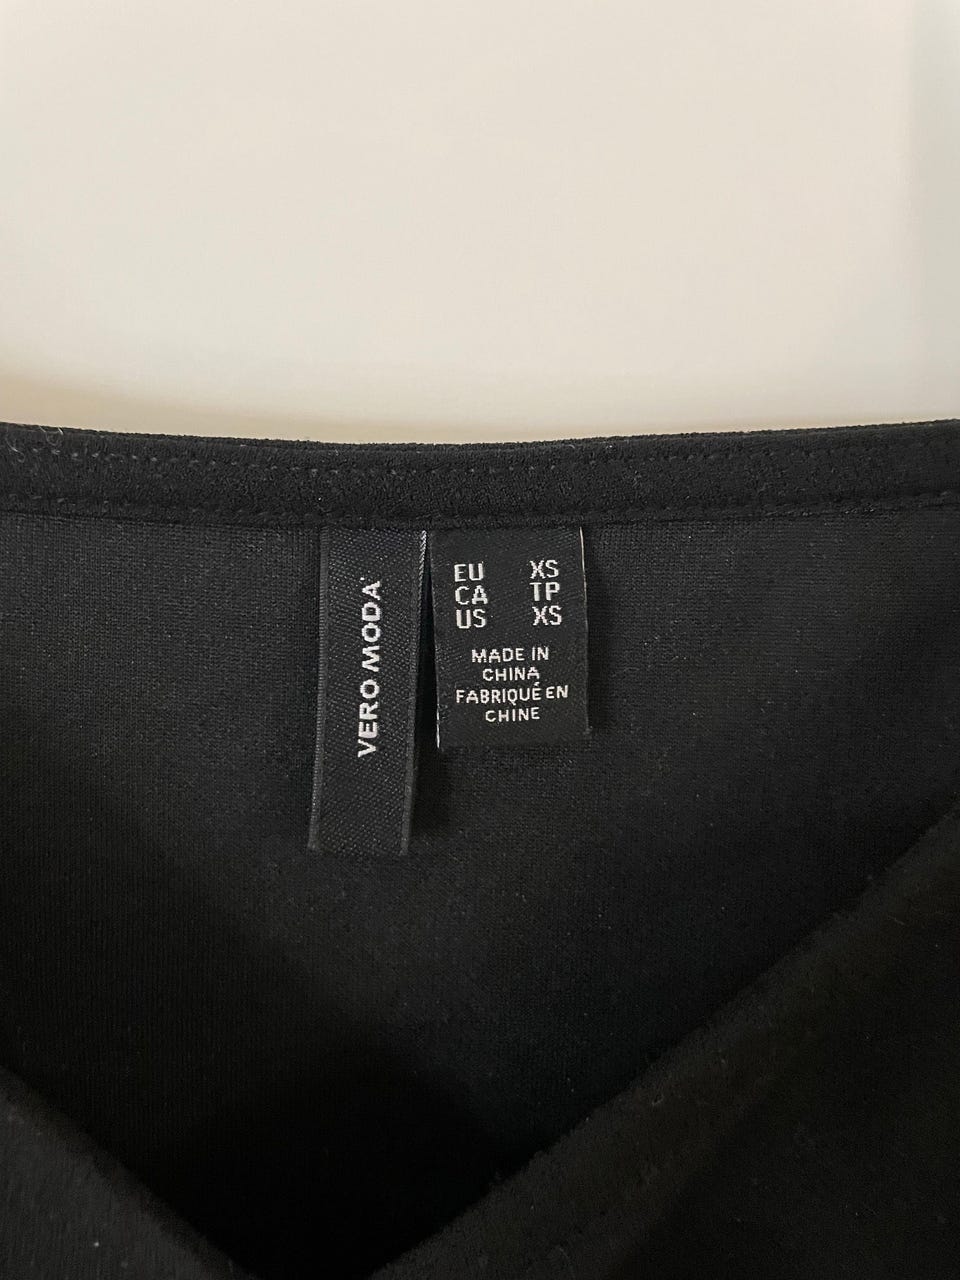 VERO MODA
EU XS
CA TP
US XS
MADE IN
CHINA
FABRIQUÉ EN
CHINE